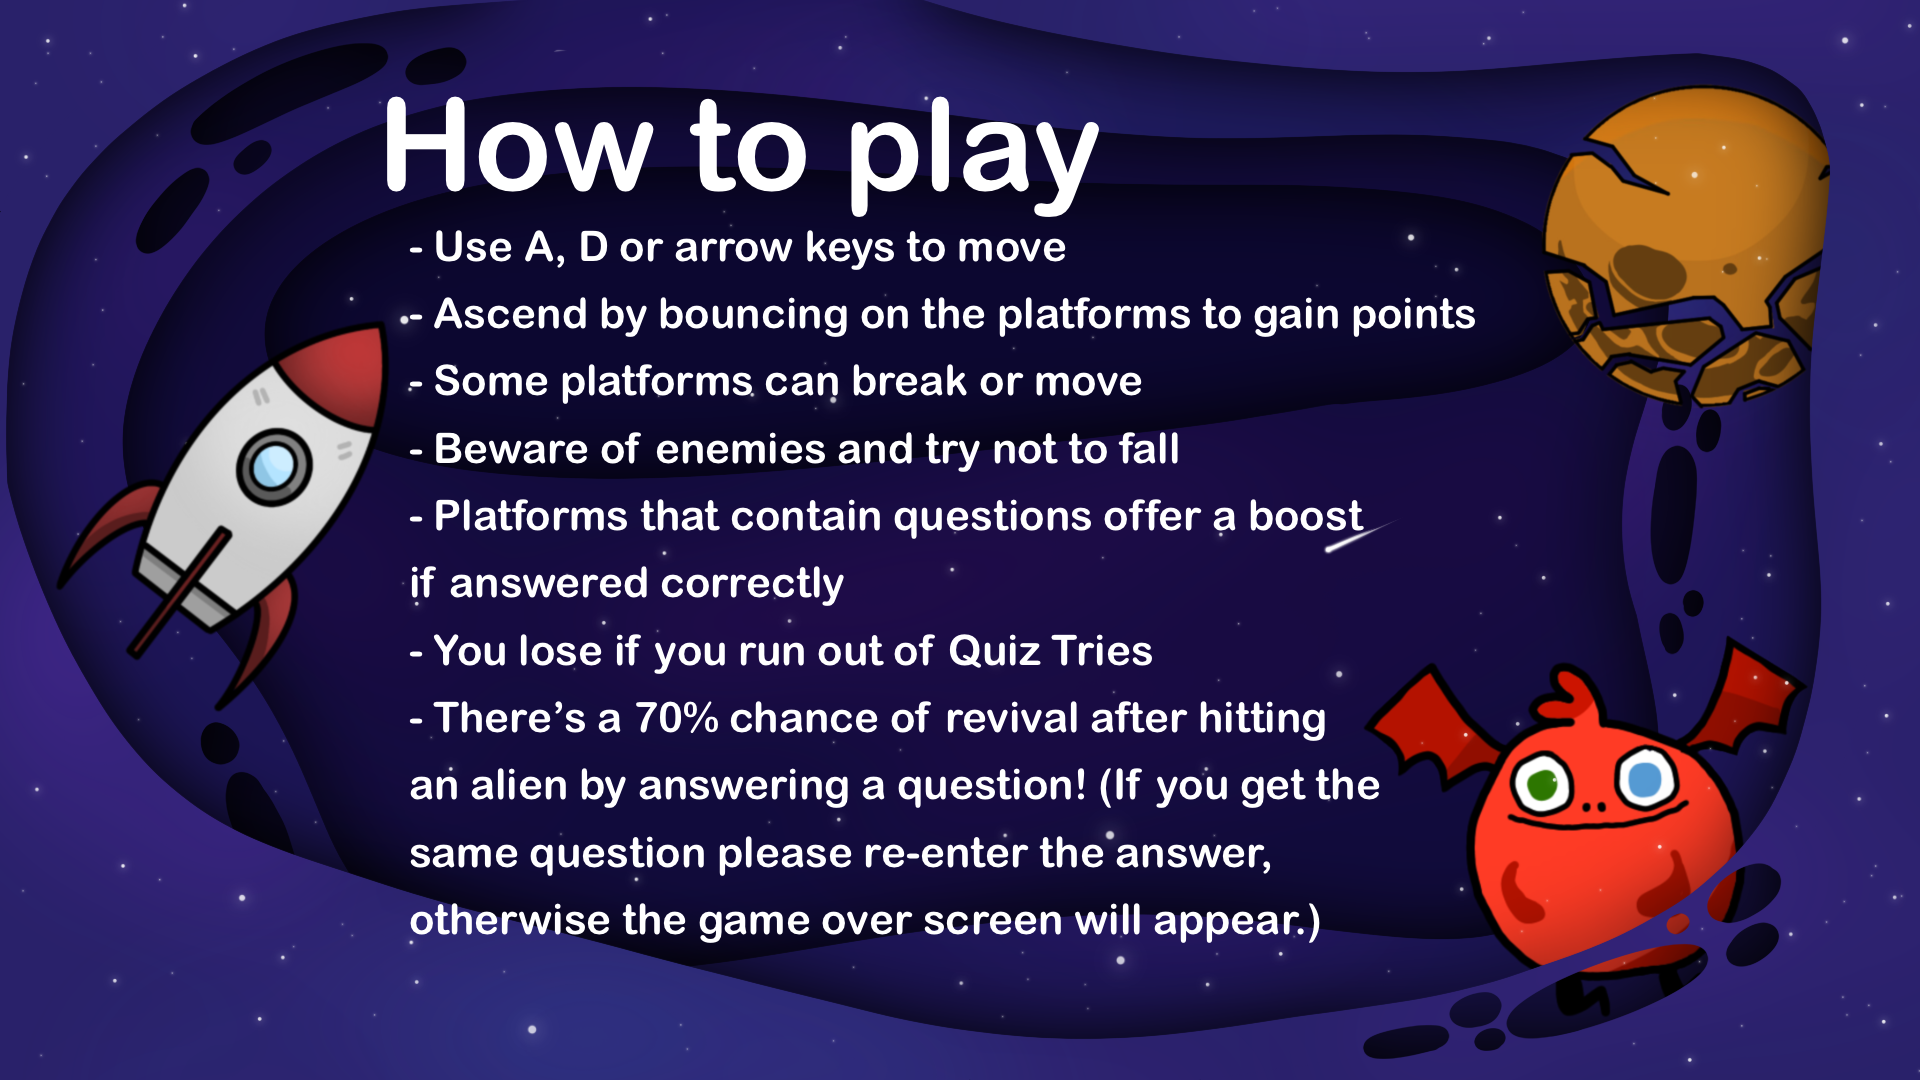 How to play
- Use A, D or arrow keys to move
- Ascend by bouncing on the platforms to gain points
- Some platforms can break or move
- Beware of enemies and try not to fall
- Platforms that contain questions offer a boost
if answered correctly
- You lose if you run out of Quiz Tries
- There’s a 70% chance of revival after hitting
an alien by answering a question! (If you get the
same question please re-enter the answer,
otherwise the game over screen will appear.)